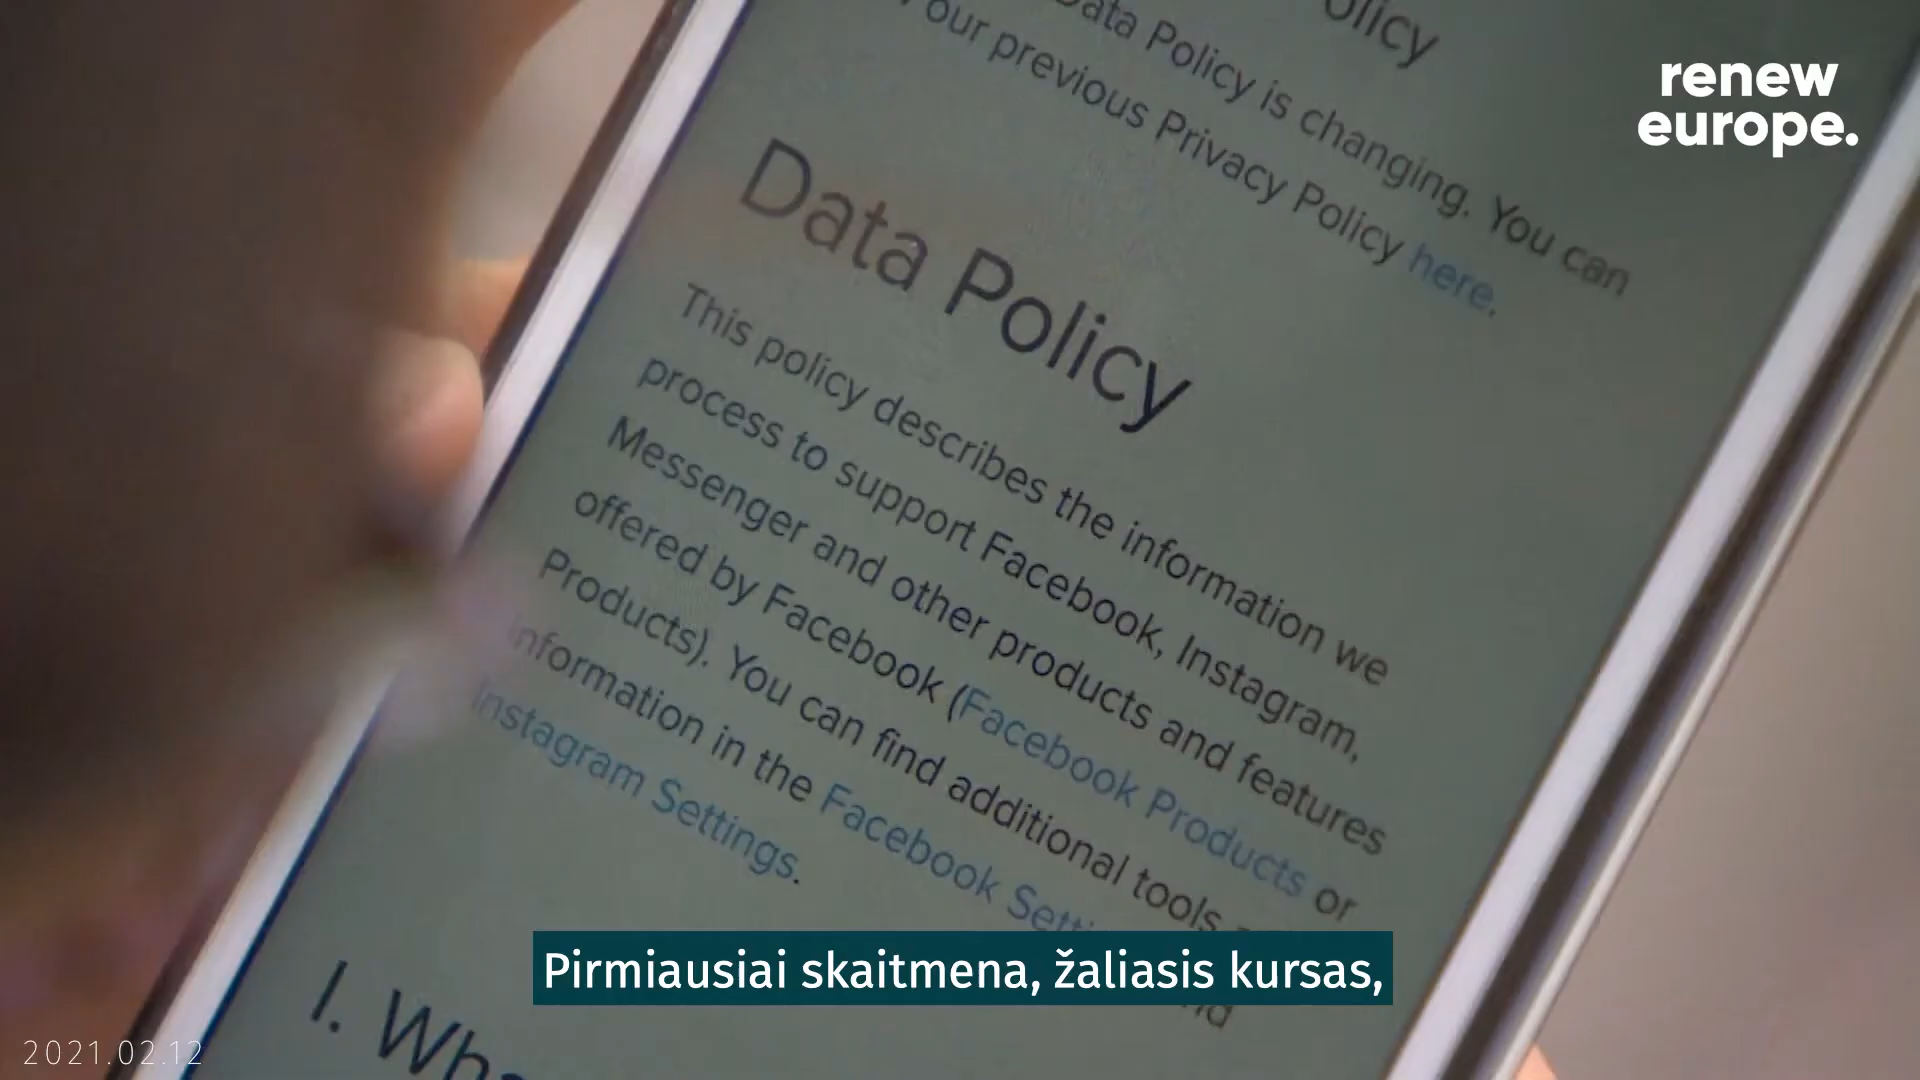 olicy
Data Policy is changing. You can
our previous Privacy Policy here.
Data Policy
This policy describes the information we
process to support Facebook, Instagram,
Messenger and other products and features
offered by Facebook (Facebook Products or
Products). You can find additional tools
information in the Facebook Setti
Instagram Settings.
I. Wha
renew
europe.
Pirmiausiai skaitmena, žaliasis kursas,
2021.02.12